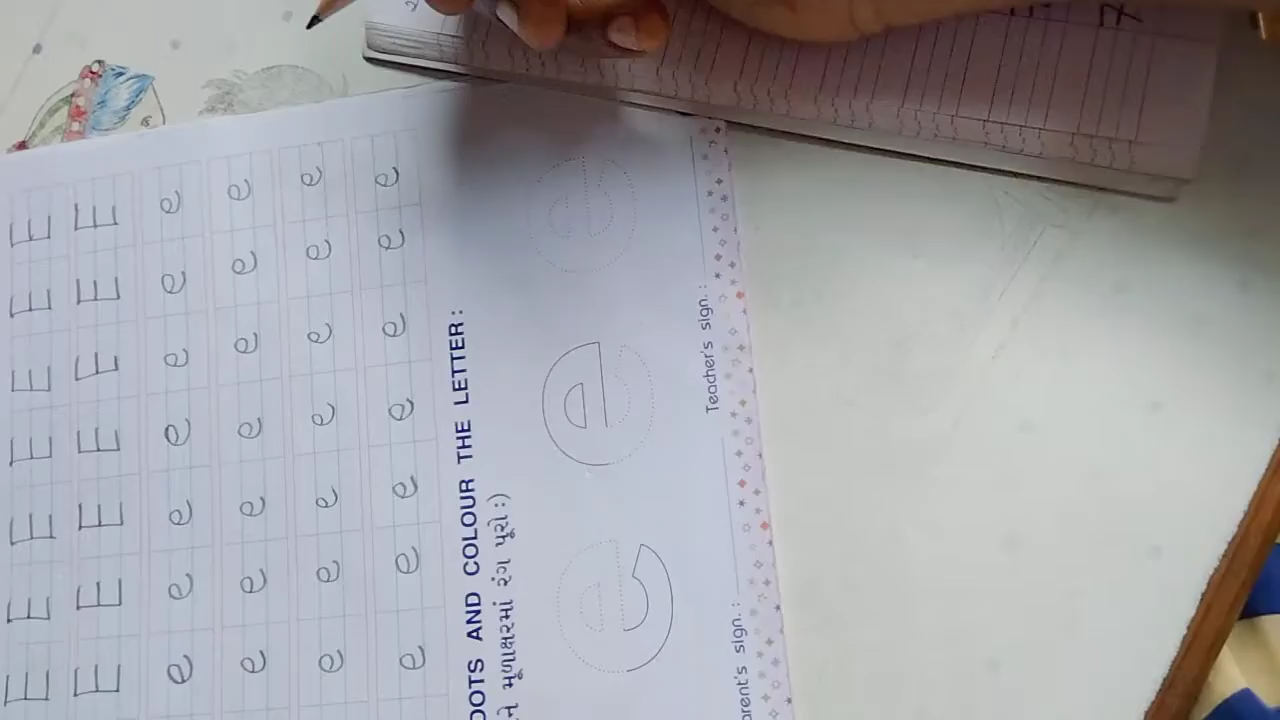 E E E E E E E
E E E E E E E
e e e e e e e
e e e e e e e
e e e e e e e
e e e e e e e
DOTS AND COLOUR THE LETTER :
મૂળાક્ષરમાં રંગ પૂરો :)
e e e
arent's sign. : Teacher's sign. :